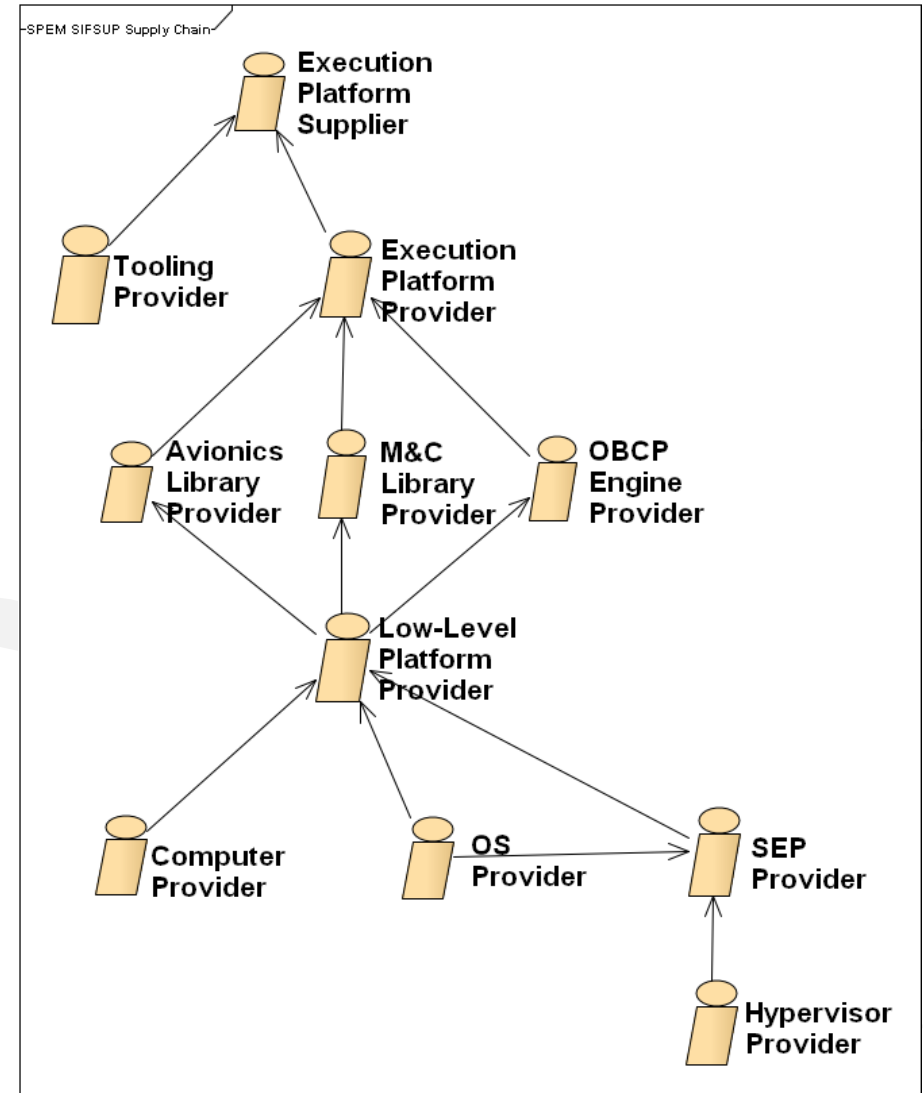 SPEM SIFSUP Supply Chain
Execution
Platform
Supplier
Tooling
Provider
Execution
Platform
Provider
Avionics
Library
Provider
M&C
Library
Provider
OBCP
Engine
Provider
Low-Level
Platform
Provider
Computer
Provider
OS
Provider
SEP
Provider
Hypervisor
Provider